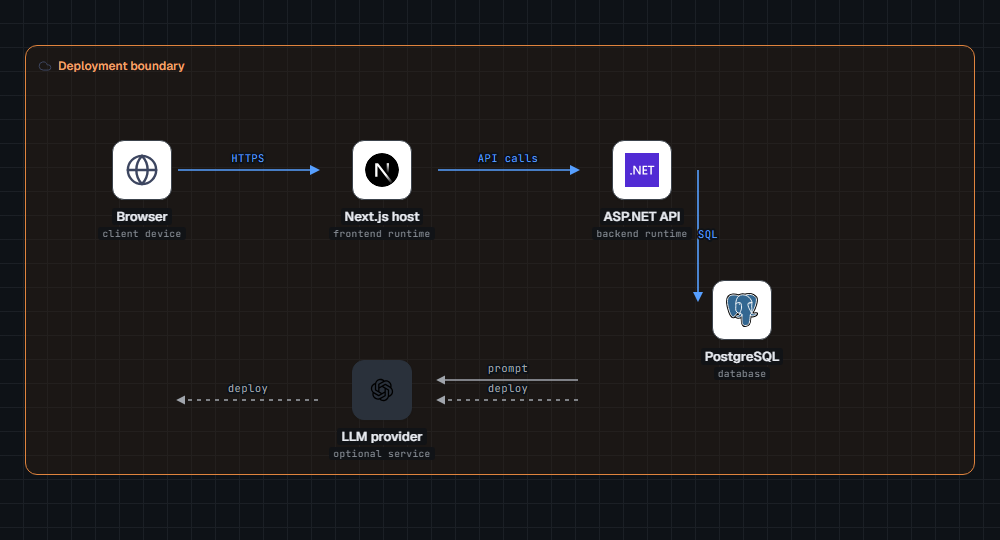 Deployment boundary
HTTPS
API calls
N
.NET
Browser
client device
Next.js host
frontend runtime
ASP.NET API
backend runtime
SQL
PostgreSQL
database
prompt
deploy
deploy
LLM provider
optional service